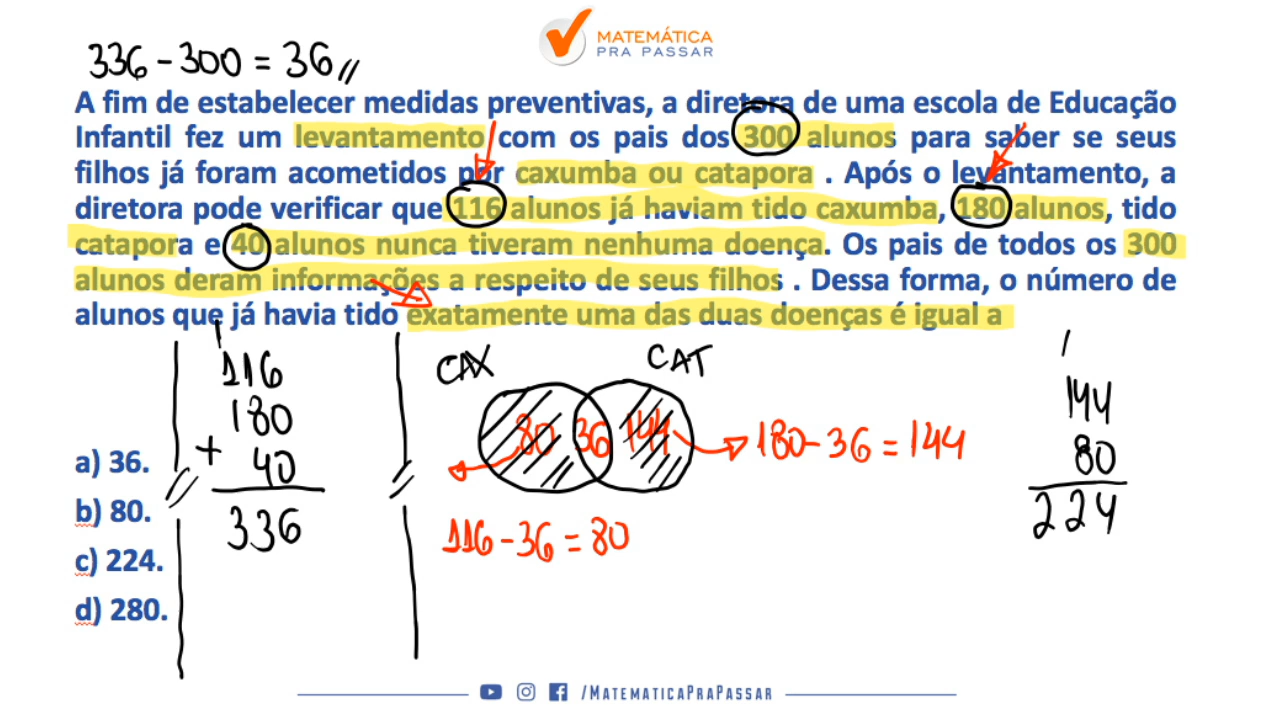 MATEMÁTICA
PRA PASSAR
336 - 300 = 36 //
A fim de estabelecer medidas preventivas, a diretora de uma escola de Educação
Infantil fez um levantamento com os pais dos 300 alunos para saber se seus
filhos já foram acometidos por caxumba ou catapora . Após o levantamento, a
diretora pode verificar que 116 alunos já haviam tido caxumba, 180 alunos, tido
catapora e 40 alunos nunca tiveram nenhuma doença. Os pais de todos os 300
alunos deram informações a respeito de seus filhos . Dessa forma, o número de
alunos que já havia tido exatamente uma das duas doenças é igual a
a) 36.
b) 80.
c) 224.
d) 280.
1
116
180
+ 40
336
CAX CAT
80 36 144
180 - 36 = 144
116 - 36 = 80
1
144
80
224
/MATEMATICAPRAPASSAR